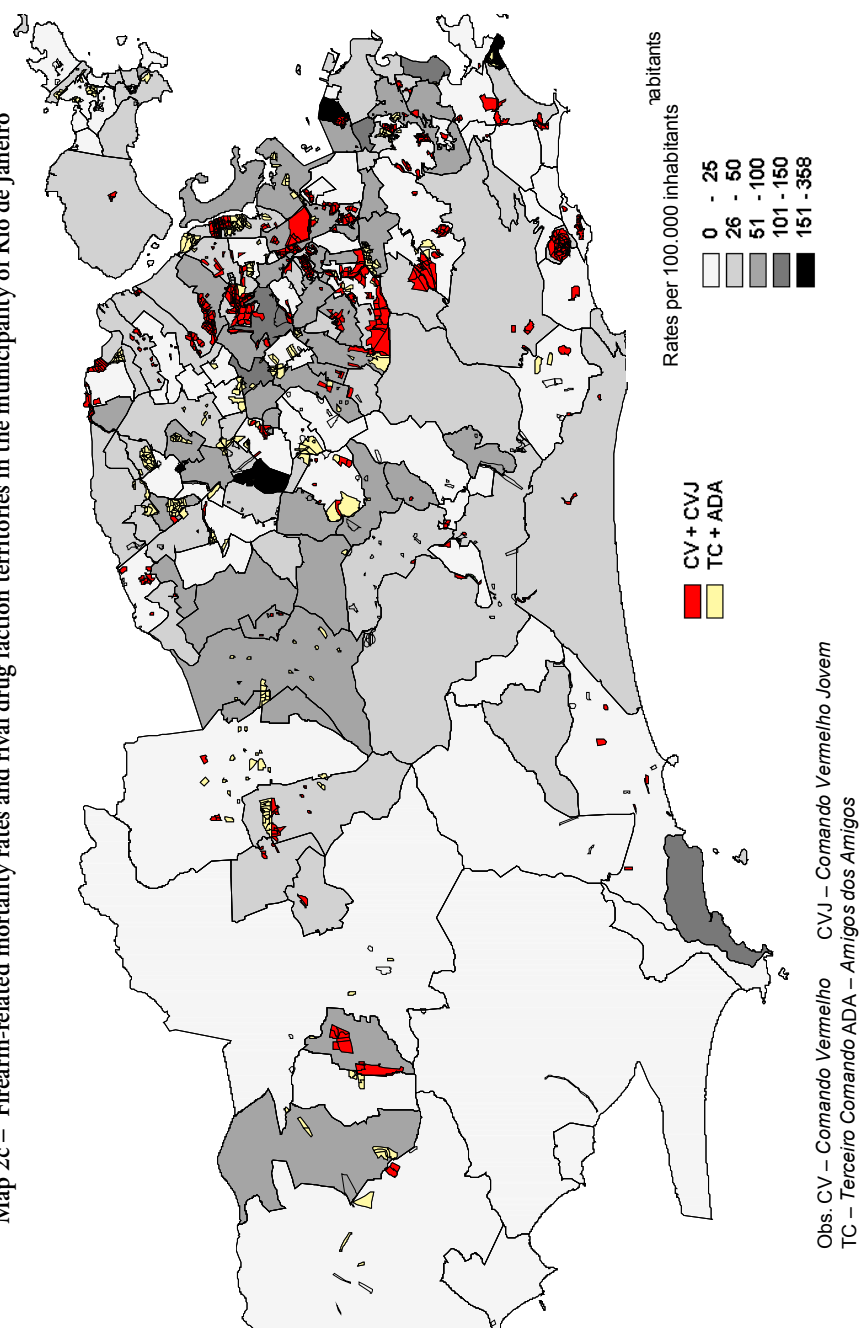 Map 2c – Firearm-related mortality rates and rival drug faction territories in the municipality of Rio de Janeiro
abitants
Rates per 100.000 inhabitants
0 - 25
26 - 50
51 -100
101 -150
151 -358
CV + CVJ
TC + ADA
Obs. CV – Comando Vermelho CVJ – Comando Vermelho Jovem
TC – Terceiro Comando ADA – Amigos dos Amigos